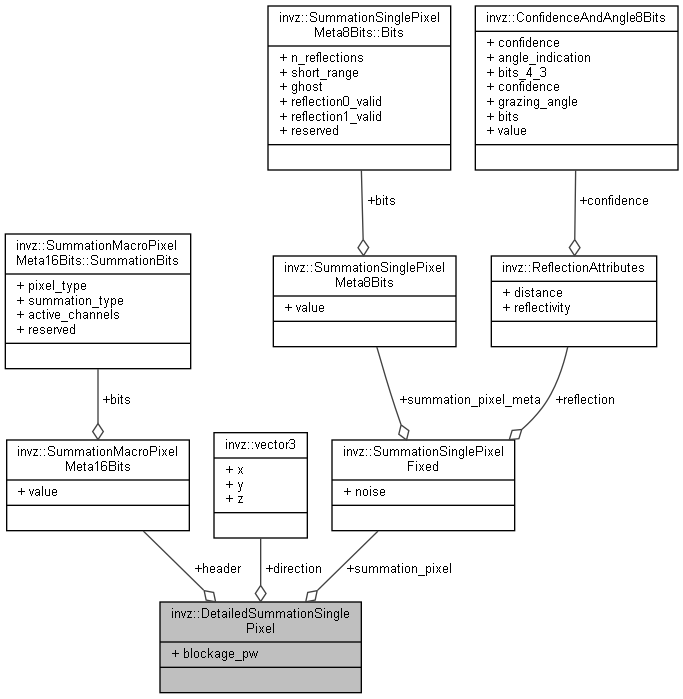 invz::SummationSinglePixel
Meta8Bits::Bits
+ n_reflections
+ short_range
+ ghost
+ reflection0_valid
+ reflection1_valid
+ reserved
invz::ConfidenceAndAngle8Bits
+ confidence
+ angle_indication
+ bits_4_3
+ confidence
+ grazing_angle
+ bits
+ value
+bits
+confidence
invz::SummationMacroPixel
Meta16Bits::SummationBits
+ pixel_type
+ summation_type
+ active_channels
+ reserved
invz::SummationSinglePixel
Meta8Bits
+ value
invz::ReflectionAttributes
+ distance
+ reflectivity
+bits
+summation_pixel_meta
+reflection
invz::SummationMacroPixel
Meta16Bits
+ value
invz::vector3
+ x
+ y
+ z
invz::SummationSinglePixel
Fixed
+ noise
+header
+direction
+summation_pixel
invz::DetailedSummationSingle
Pixel
+ blockage_pw